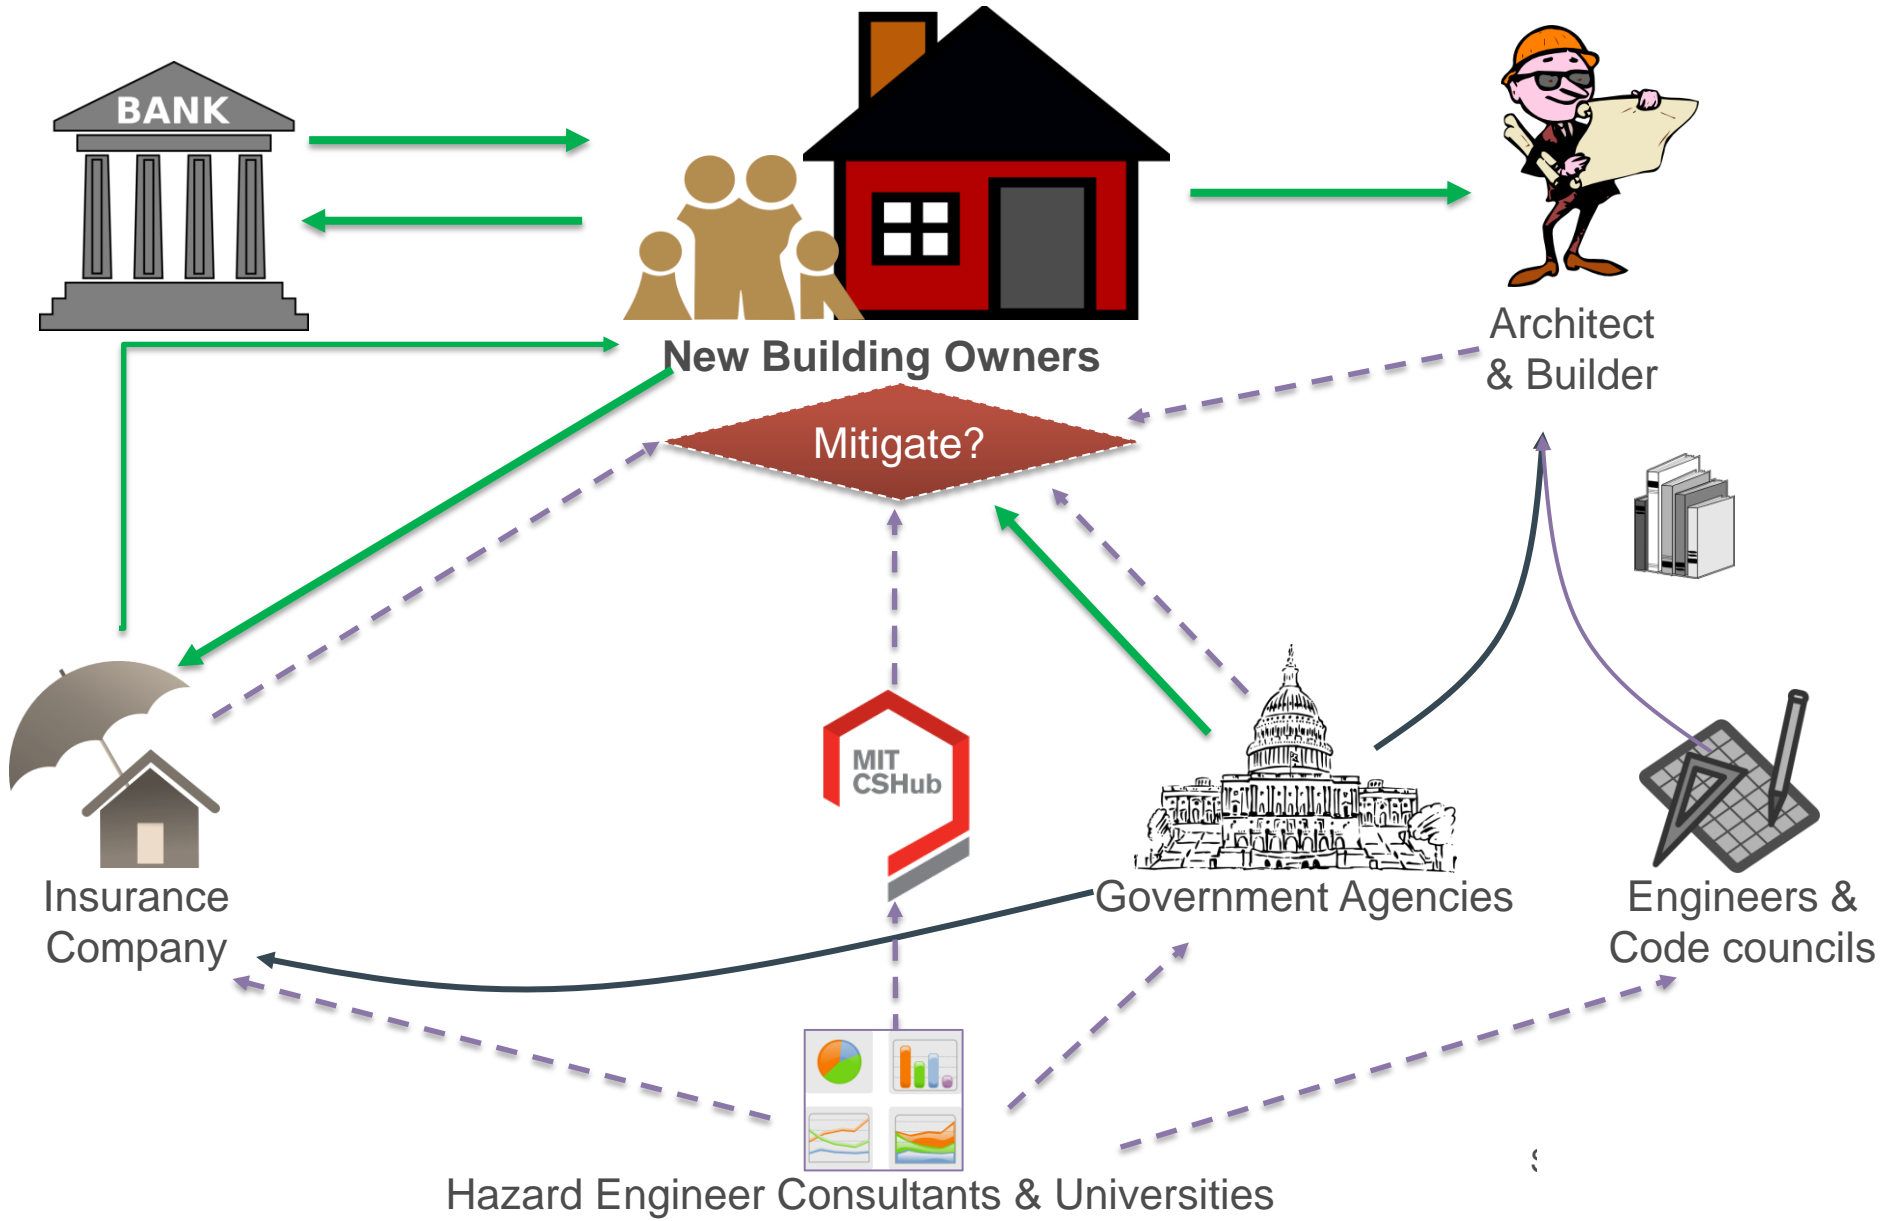 BANK
New Building Owners
Architect
& Builder
Mitigate?
MIT
CSHub
Insurance
Company
Government Agencies
Engineers &
Code councils
Hazard Engineer Consultants & Universities